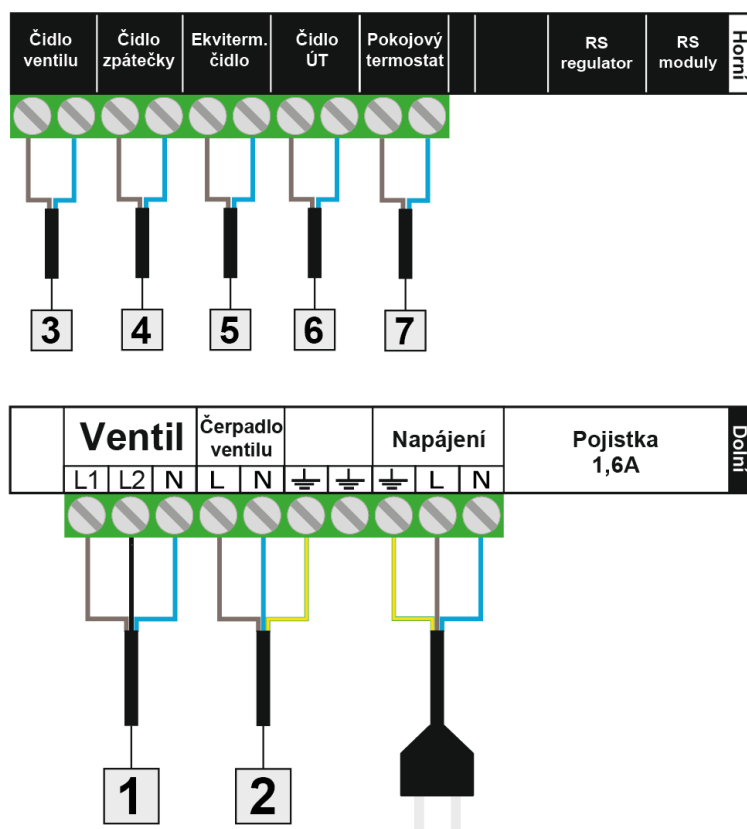 Čidlo ventilu
Čidlo zpátečky
Ekviterm. čidlo
Čidlo ÚT
Pokojový termostat
RS regulator
RS moduly
Horní
3
4
5
6
7
Ventil
Čerpadlo ventilu
Napájení
Pojistka 1,6A
Dolní
L1 L2 N L N L N
1
2